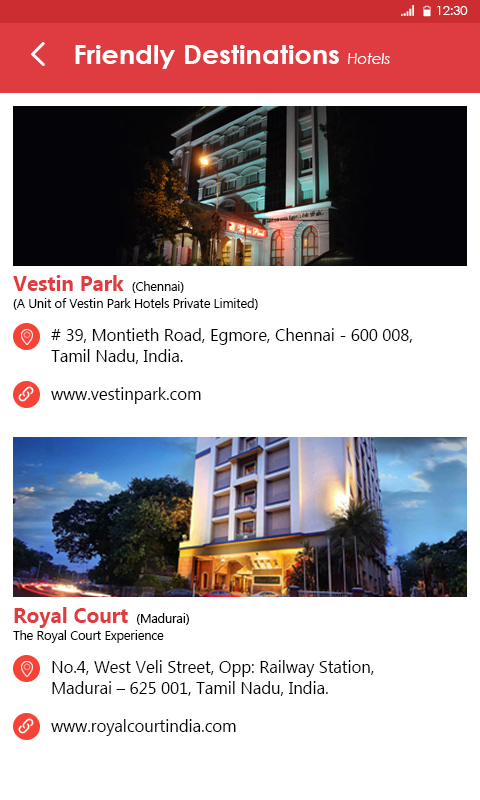 12:30
Friendly Destinations Hotels
Vestin Park (Chennai)
(A Unit of Vestin Park Hotels Private Limited)
# 39, Montieth Road, Egmore, Chennai - 600 008,
Tamil Nadu, India.
www.vestinpark.com
Royal Court (Madurai)
The Royal Court Experience
No.4, West Veli Street, Opp: Railway Station,
Madurai – 625 001, Tamil Nadu, India.
www.royalcourtindia.com